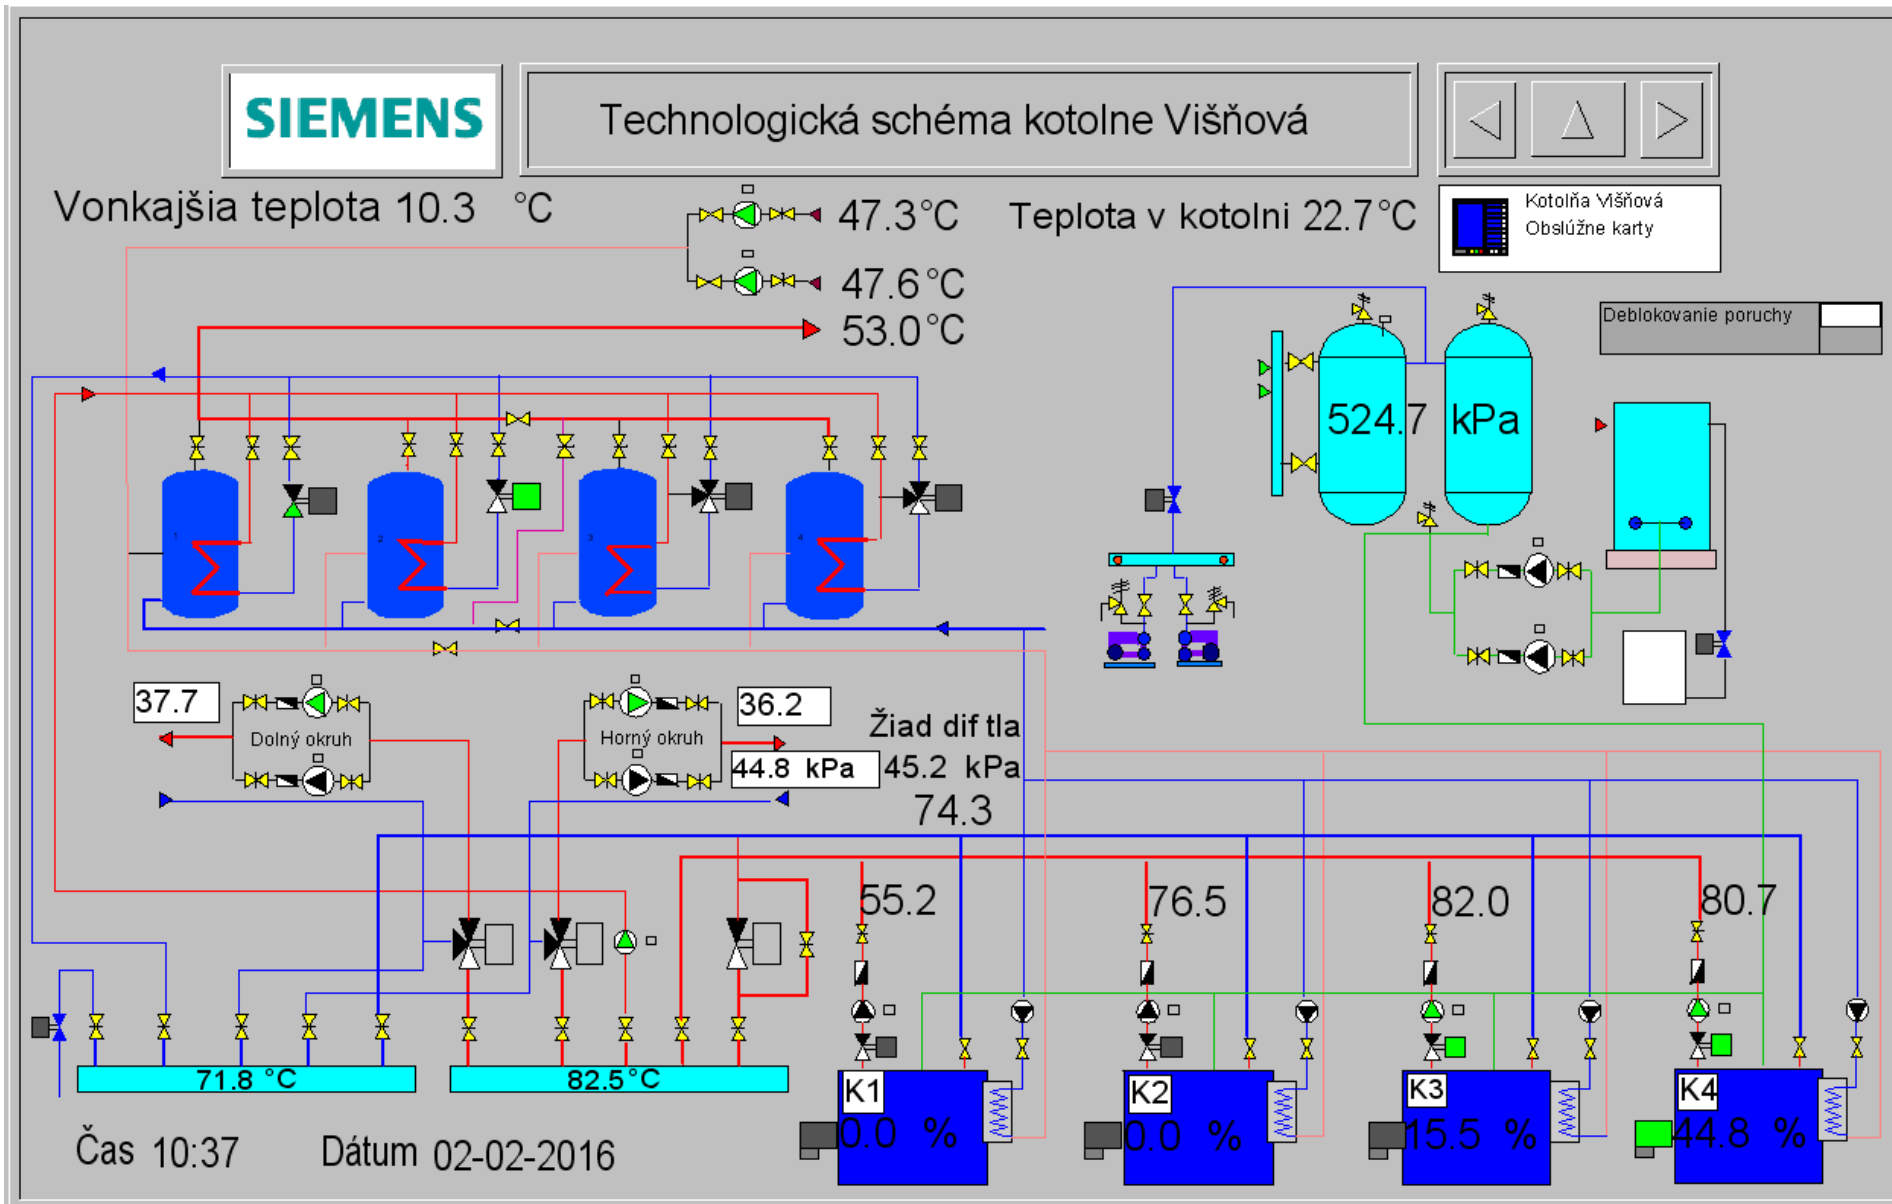 SIEMENS
Technologická schéma kotolne Višňová
Vonkajšia teplota 10.3 °C
47.3°C
Teplota v kotolni 22.7°C
Kotolňa Višňová
Obslúžne karty
47.6°C
53.0°C
Deblokovanie poruchy
524.7 kPa
1
2
3
4
37.7
Dolný okruh
Horný okruh
36.2
Žiad dif tla
44.8 kPa
45.2 kPa
74.3
55.2
76.5
82.0
80.7
71.8 °C
82.5°C
K1
0.0 %
K2
0.0 %
K3
15.5 %
K4
44.8 %
Čas 10:37
Dátum 02-02-2016